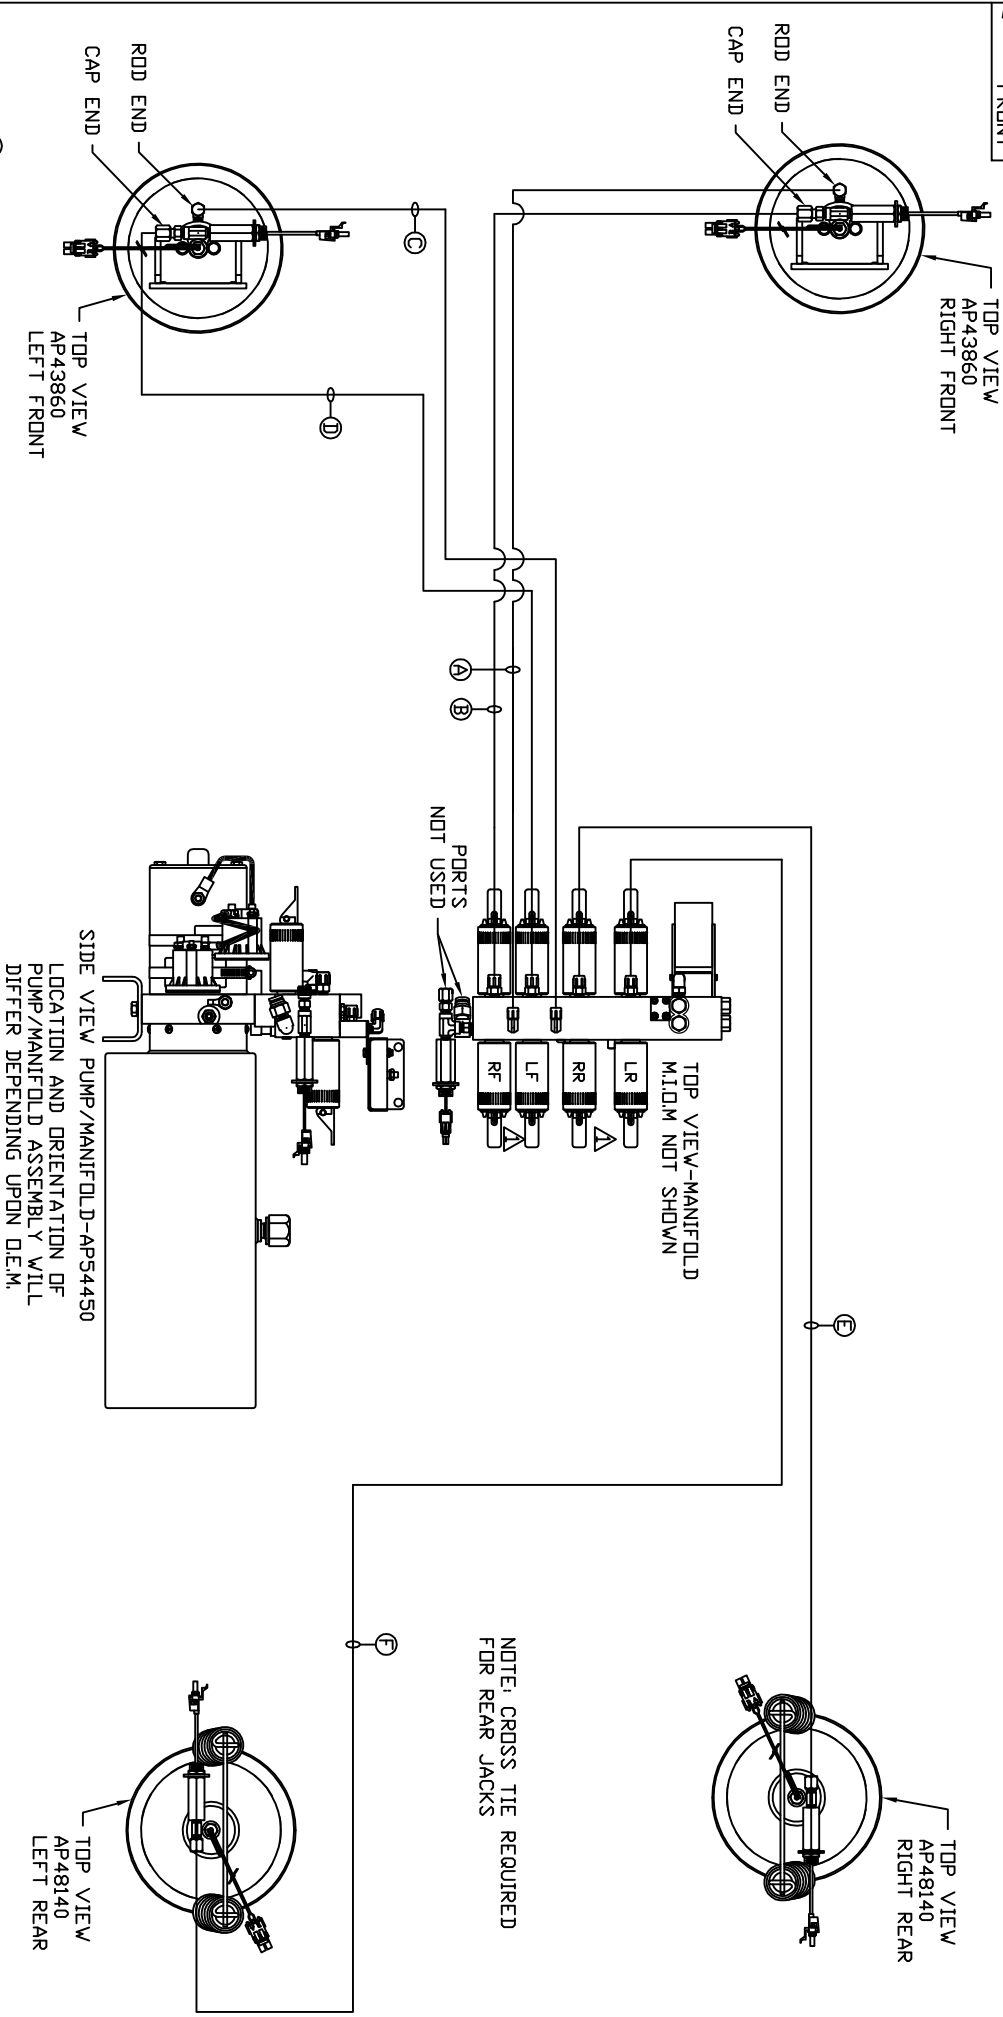 FRONT
ROD END
CAP END
TOP VIEW
AP43860
RIGHT FRONT
ROD END
CAP END
TOP VIEW
AP43860
LEFT FRONT
C
D
A
B
PORTS
NOT USED
RF
LF
RR
LR
1
1
TOP VIEW-MANIFOLD
M.I.O.M NOT SHOWN
SIDE VIEW PUMP/MANIFOLD-AP54450
LOCATION AND ORIENTATION OF
PUMP/MANIFOLD ASSEMBLY WILL
DIFFER DEPENDING UPON O.E.M.
E
F
NOTE: CROSS TIE REQUIRED
FOR REAR JACKS
TOP VIEW
AP48140
RIGHT REAR
TOP VIEW
AP48140
LEFT REAR